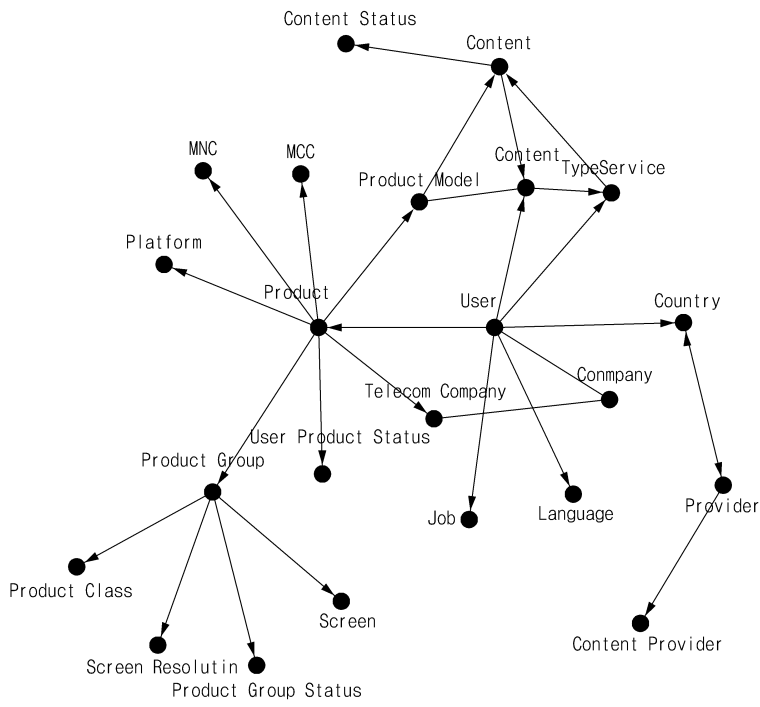 Content Status
Content
MNC
MCC
Content
TypeService
Product Model
Platform
Product
User
Country
Conmpany
Telecom Company
User Product Status
Product Group
Provider
Job
Language
Product Class
Screen
Content Provider
Screen Resolutin
Product Group Status